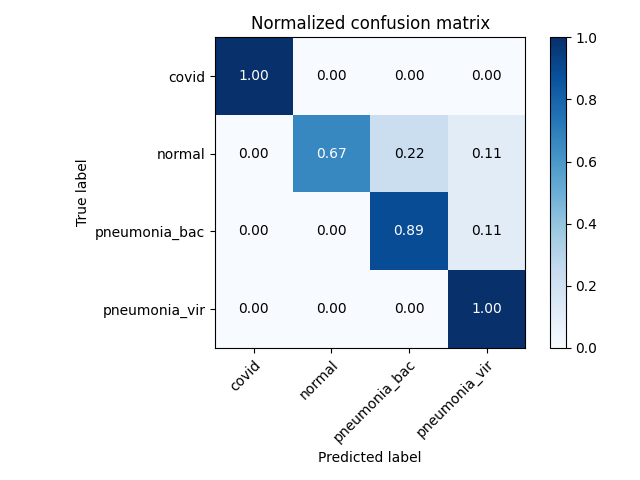 Normalized confusion matrix
True label
covid 1.00 0.00 0.00 0.00
normal 0.00 0.67 0.22 0.11
pneumonia_bac 0.00 0.00 0.89 0.11
pneumonia_vir 0.00 0.00 0.00 1.00
covid normal pneumonia_bac pneumonia_vir
Predicted label
1.0
0.8
0.6
0.4
0.2
0.0